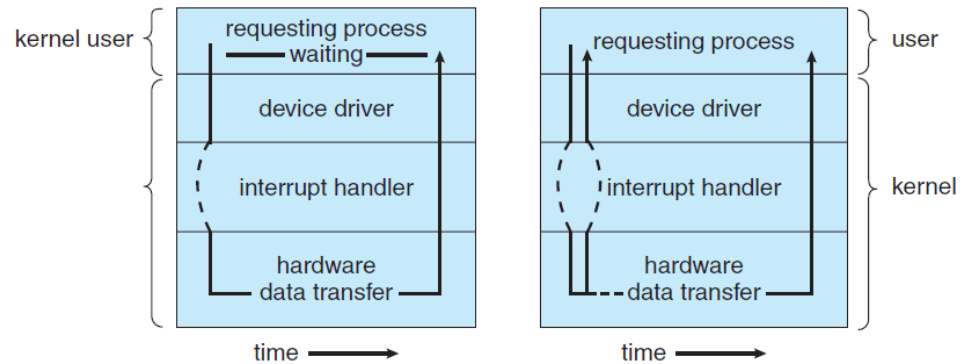 kernel user
requesting process
waiting
device driver
interrupt handler
hardware
data transfer
time
requesting process
user
device driver
interrupt handler
kernel
hardware
data transfer
time